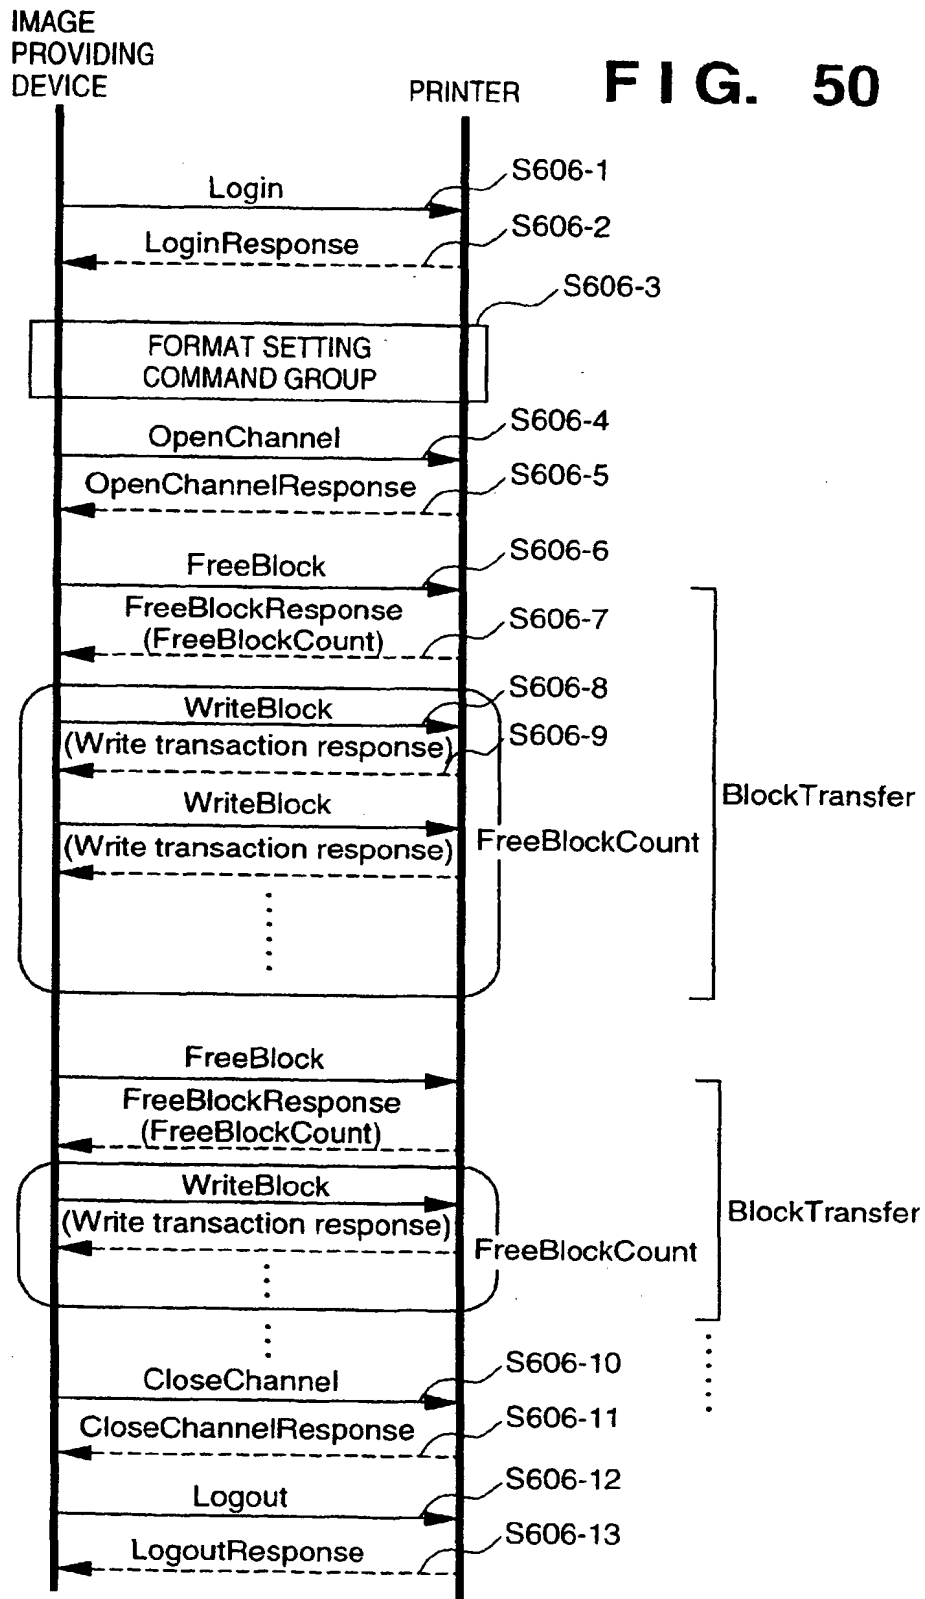 IMAGE
PROVIDING
DEVICE
PRINTER
FIG. 50
S606-1
Login
S606-2
LoginResponse
S606-3
FORMAT SETTING
COMMAND GROUP
S606-4
OpenChannel
S606-5
OpenChannelResponse
S606-6
FreeBlock
FreeBlockResponse
(FreeBlockCount)
S606-7
S606-8
WriteBlock
S606-9
(Write transaction response)
WriteBlock
(Write transaction response)
FreeBlockCount
BlockTransfer
FreeBlock
FreeBlockResponse
(FreeBlockCount)
WriteBlock
(Write transaction response)
FreeBlockCount
BlockTransfer
S606-10
CloseChannel
S606-11
CloseChannelResponse
S606-12
Logout
S606-13
LogoutResponse